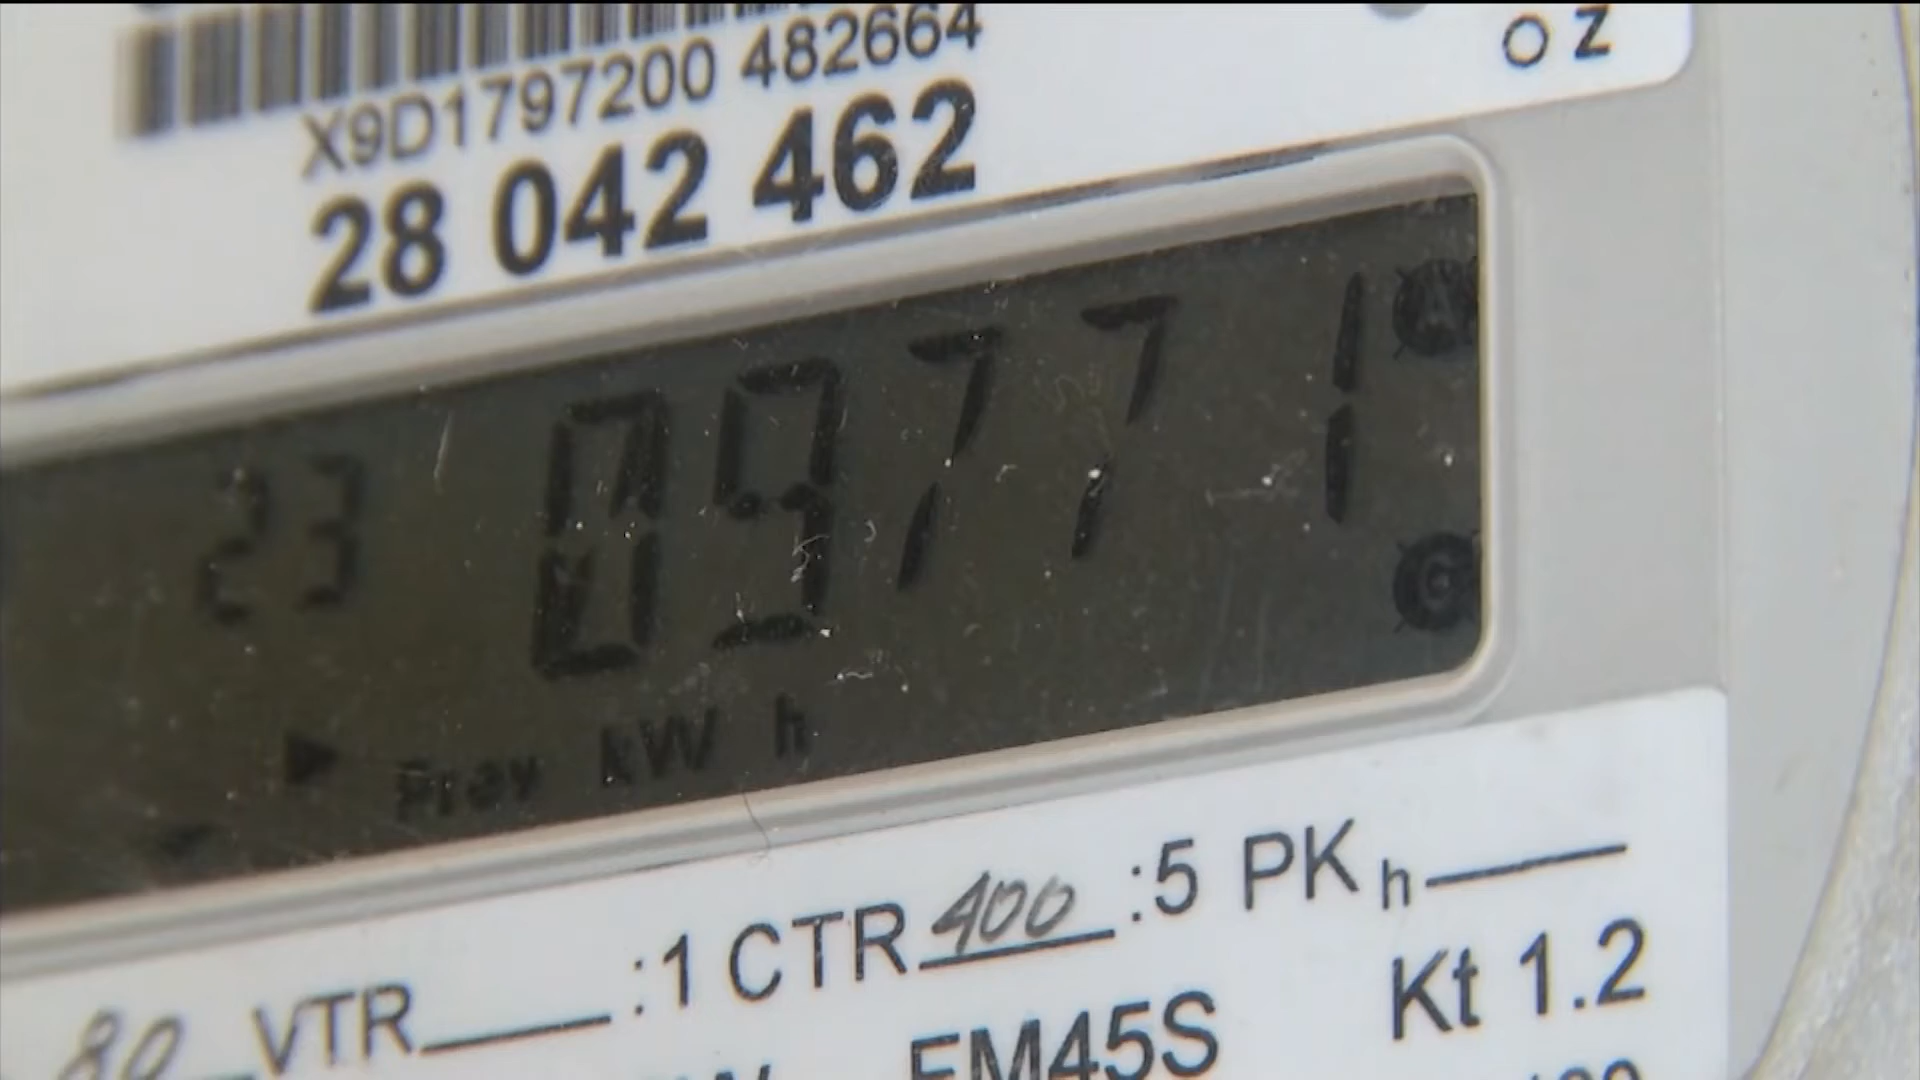 O Z
X9D1797200 482664
28 042 462
23 09771
Prev kW h
VTR :1 CTR 400 :5 PK h
80
Kt 1.2
FM45S